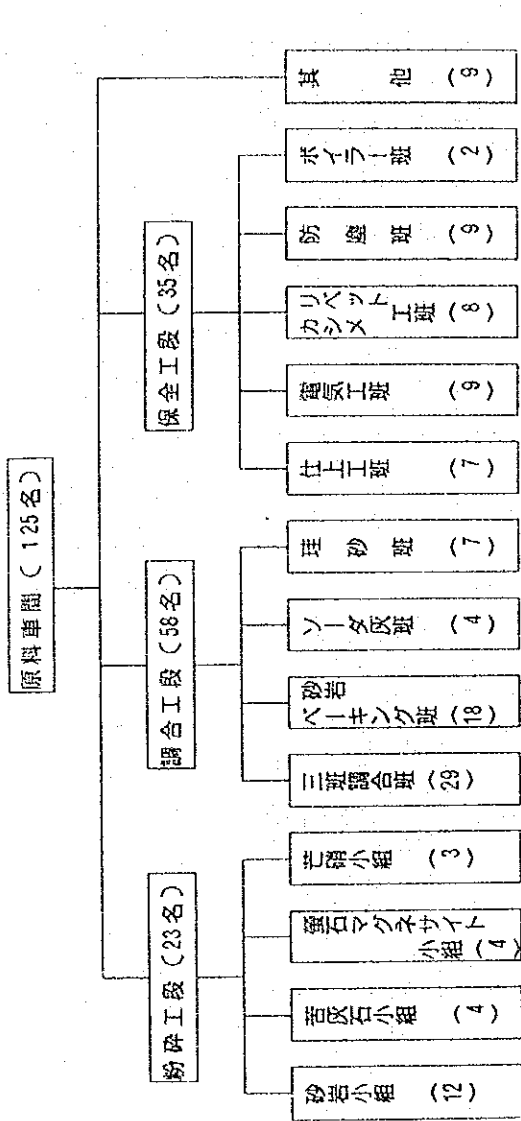 原料車間(125名)
粉砕工段(23名)
調合工段(58名)
保全工段(35名)
砂岩小組 (12)
苦灰石小組 (4)
螢石マグネサイト
小組(4)
芒硝小組 (3)
三班調合班(29)
砂岩
ベーキング班(18)
ソーダ灰班 (4)
珪砂班 (7)
仕上工班 (7)
電気工班 (9)
リベット
カシメ 工班(8)
防塵班 (9)
ボイラー班 (2)
其他 (9)